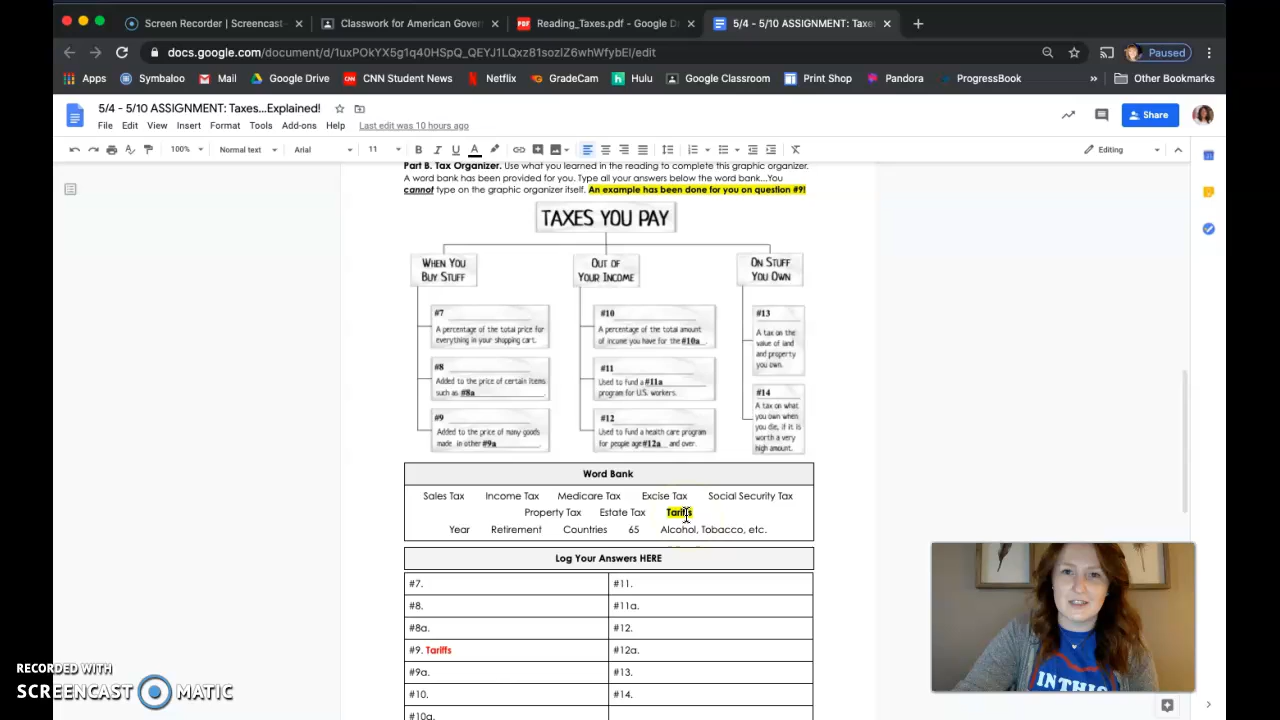 Screen Recorder | Screencast-
Classwork for American Gover
Reading_Taxes.pdf - Google D
5/4 - 5/10 ASSIGNMENT: Taxe
docs.google.com/document/d/1uxPOkYX5g1q40HSpQ_QEYJ1LQxz81sozlZ6whWfybEI/edit
Paused
Apps
Symbaloo
Mail
Google Drive
CNN Student News
Netflix
GradeCam
Hulu
Google Classroom
Print Shop
Pandora
ProgressBook
»
Other Bookmarks
5/4 - 5/10 ASSIGNMENT: Taxes...Explained!
File Edit View Insert Format Tools Add-ons Help Last edit was 10 hours ago
Share
100% Normal text Arial 11 B I U A Editing
Part B. Tax Organizer. Use what you learned in the reading to complete this graphic organizer.
A word bank has been provided for you. Type all your answers below the word bank...You
cannot type on the graphic organizer itself. An example has been done for you on question #9!
TAXES YOU PAY
WHEN YOU
BUY STUFF
OUT OF
YOUR INCOME
ON STUFF
YOU OWN
#7
A percentage of the total price for
everything in your shopping cart.
#8
Added to the price of certain items
such as #8a
#9
Added to the price of many goods
made in other #9a
#10
A percentage of the total amount
of income you have for the #10a
#11
Used to fund a #11a
program for U.S. workers.
#12
Used to fund a health care program
for people age #12a and over.
#13
A tax on the
value of land
and property
you own.
#14
A tax on what
you own when
you die, if it is
worth a very
high amount.
Word Bank
Sales Tax Income Tax Medicare Tax Excise Tax Social Security Tax
Property Tax Estate Tax Tariffs
Year Retirement Countries 65 Alcohol, Tobacco, etc.
Log Your Answers HERE
#7. #11.
#8. #11a.
#8a. #12.
#9. Tariffs #12a.
#9a. #13.
#10. #14.
#10a.
IN THIS
RECORDED WITH
SCREENCAST MATIC